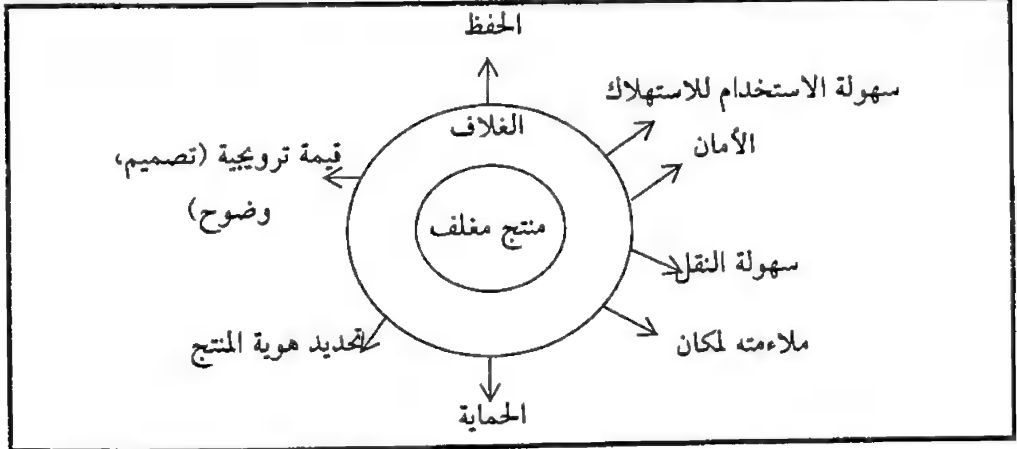 الحفظ
سهولة الاستخدام للاستهلاك
الغلاف
الأمان
قيمة ترويجية (تصميم،
وضوح)
منتج مغلف
سهولة النقل
ملاءمته لمكان
تحديد هوية المنتج
الحماية